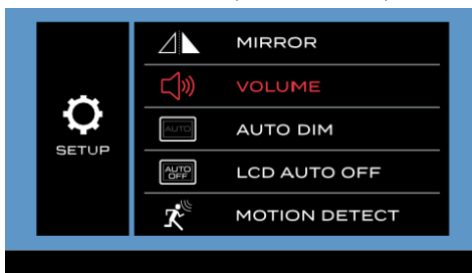 MIRROR
VOLUME
AUTO
AUTO DIM
SETUP
AUTO
OFF
LCD AUTO OFF
MOTION DETECT